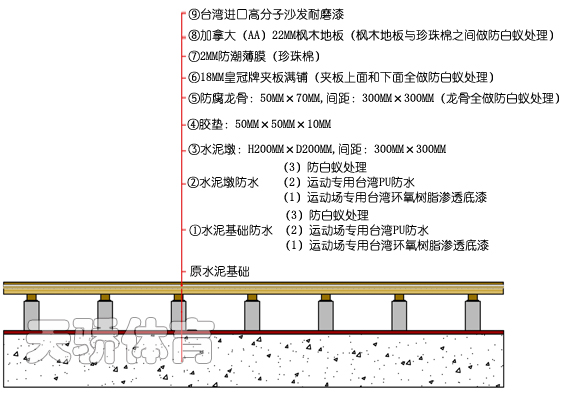 ⑨台湾进口高分子沙发耐磨漆
⑧加拿大（AA）22MM枫木地板（枫木地板与珍珠棉之间做防白蚁处理）
⑦2MM防潮薄膜（珍珠棉）
⑥18MM皇冠牌夹板满铺（夹板上面和下面全做防白蚁处理）
⑤防腐龙骨：50MM×70MM,间距：300MM×300MM（龙骨全做防白蚁处理）
④胶垫：50MM×50MM×10MM
③水泥墩：H200MM×D200MM,间距：300MM×300MM
（3）防白蚁处理
②水泥墩防水 （2）运动专用台湾PU防水
（1）运动场专用台湾环氧树脂渗透底漆
（3）防白蚁处理
①水泥基础防水 （2）运动场专用台湾PU防水
（1）运动场专用台湾环氧树脂渗透底漆
原水泥基础
天骄体育